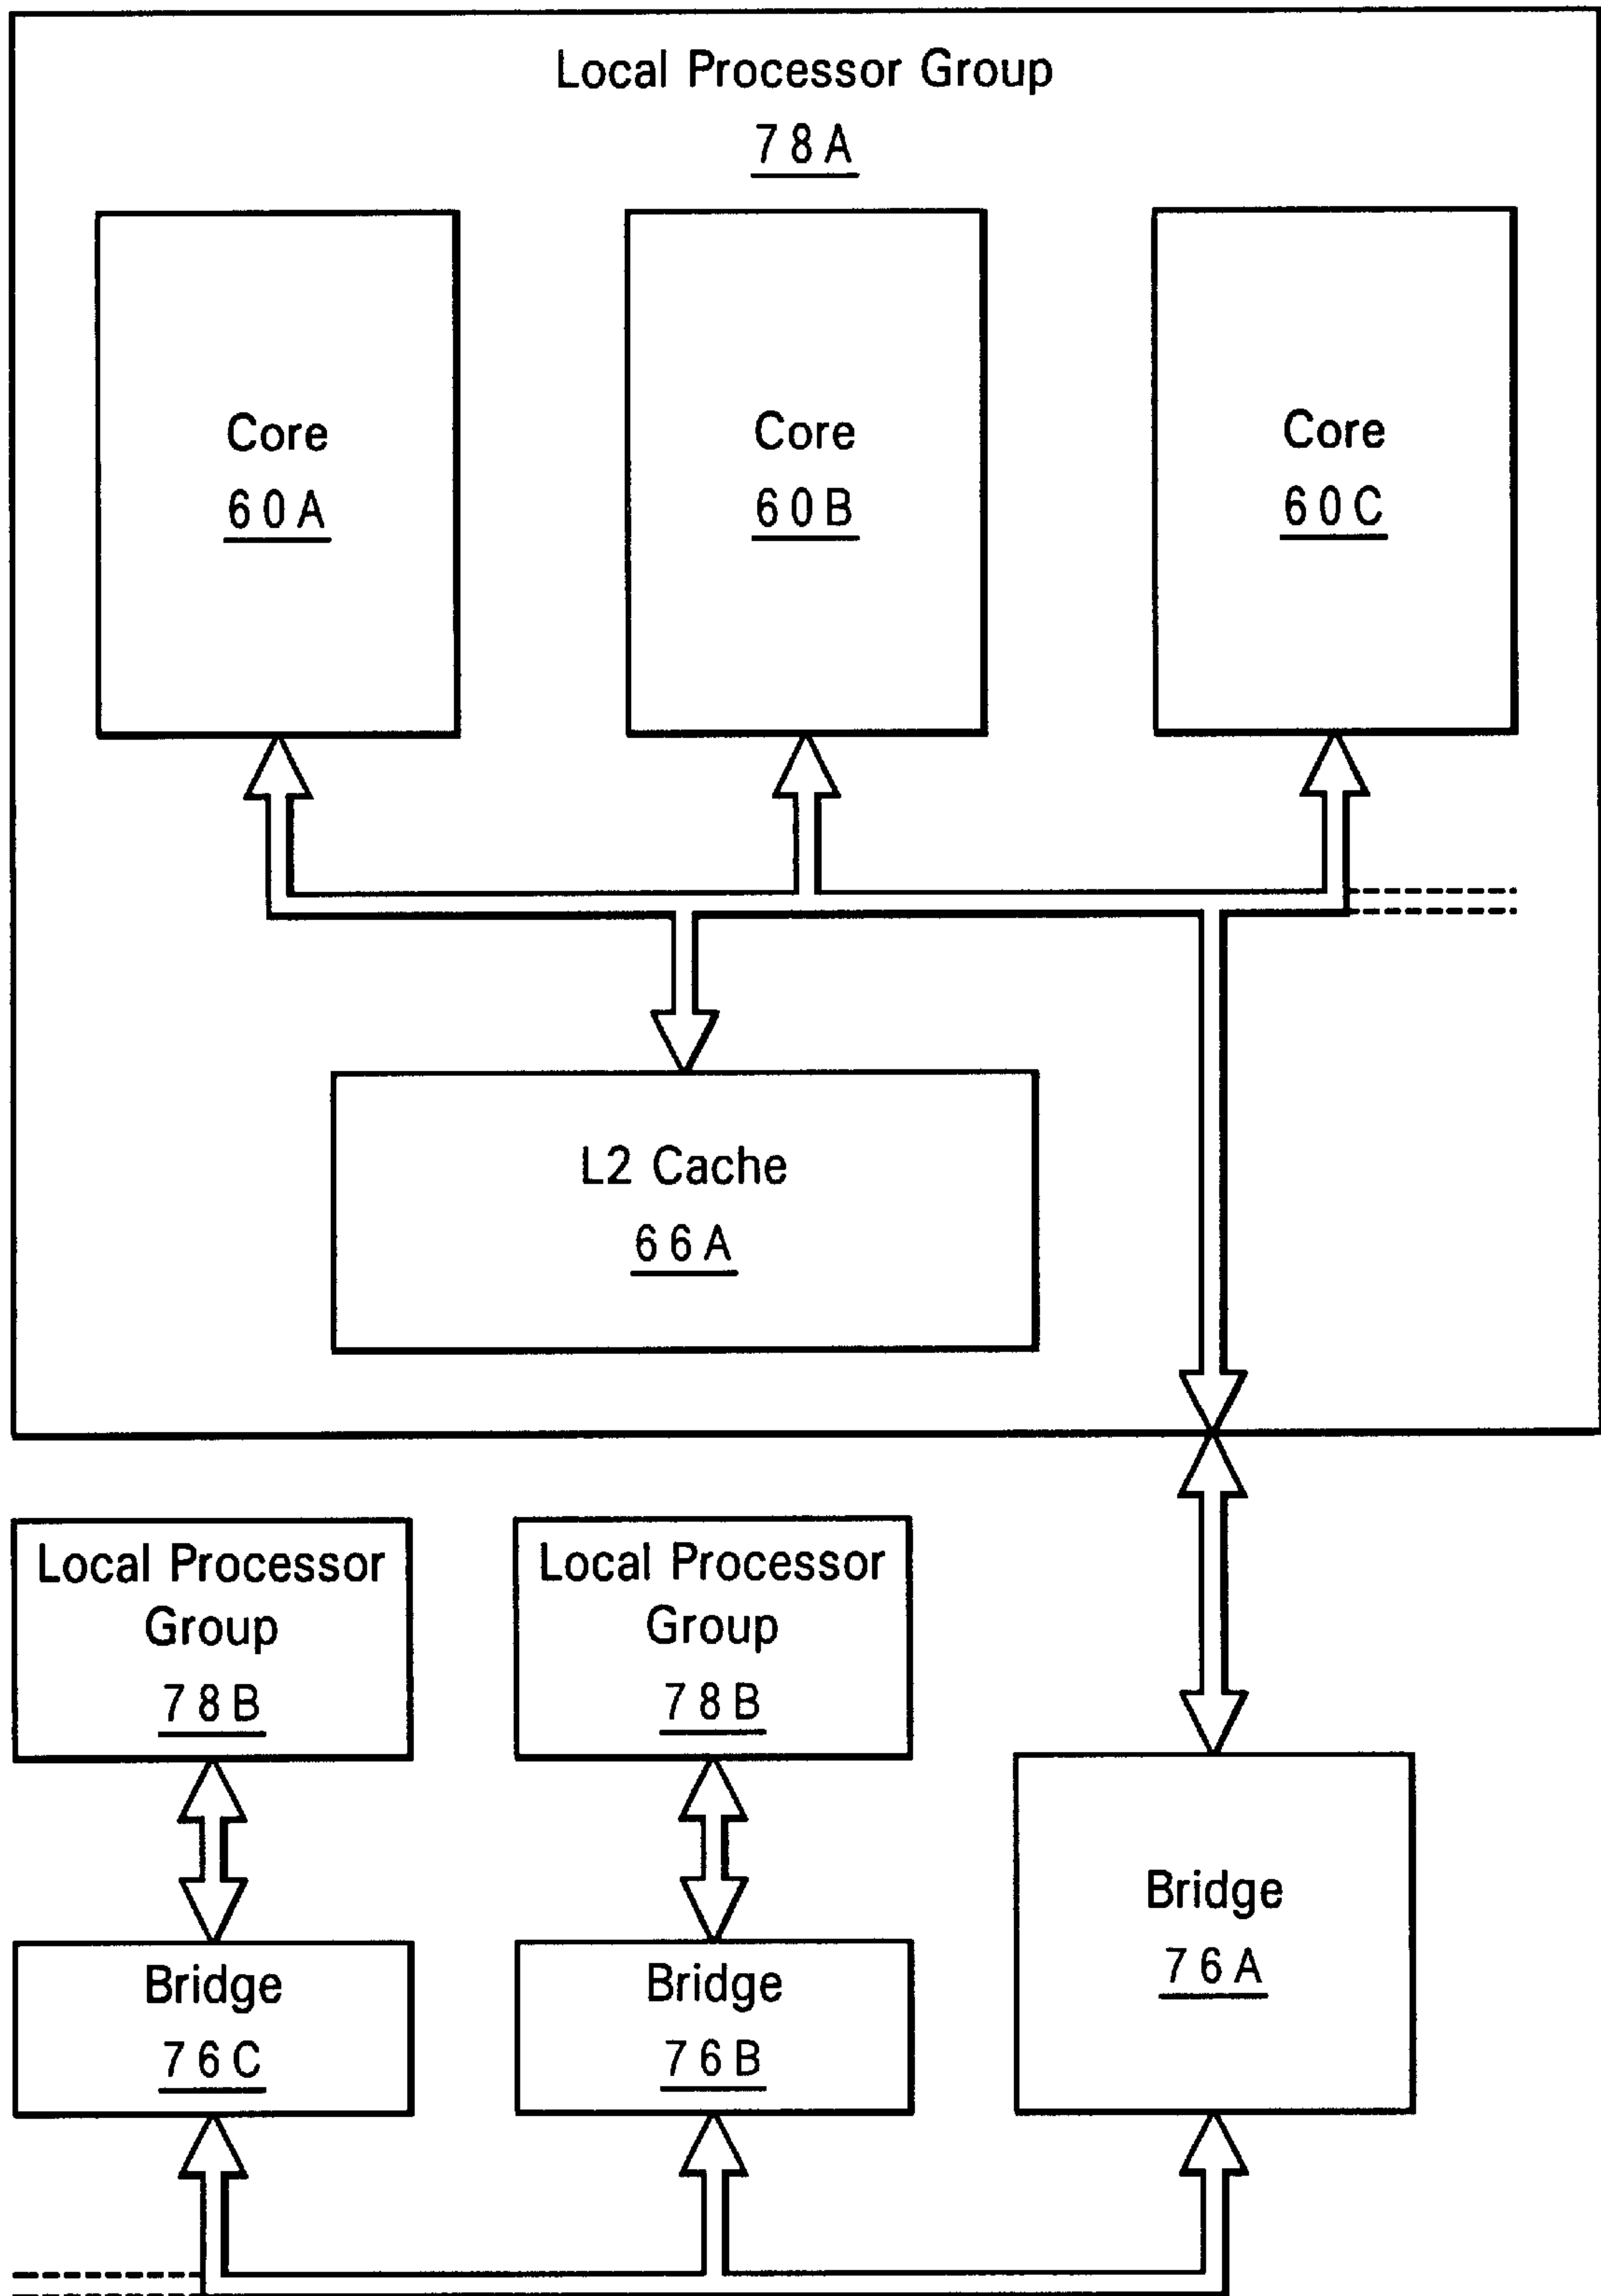 Local Processor Group
78A
Core
60A
Core
60B
Core
60C
L2 Cache
66A
Local Processor
Group
78B
Local Processor
Group
78B
Bridge
76A
Bridge
76C
Bridge
76B